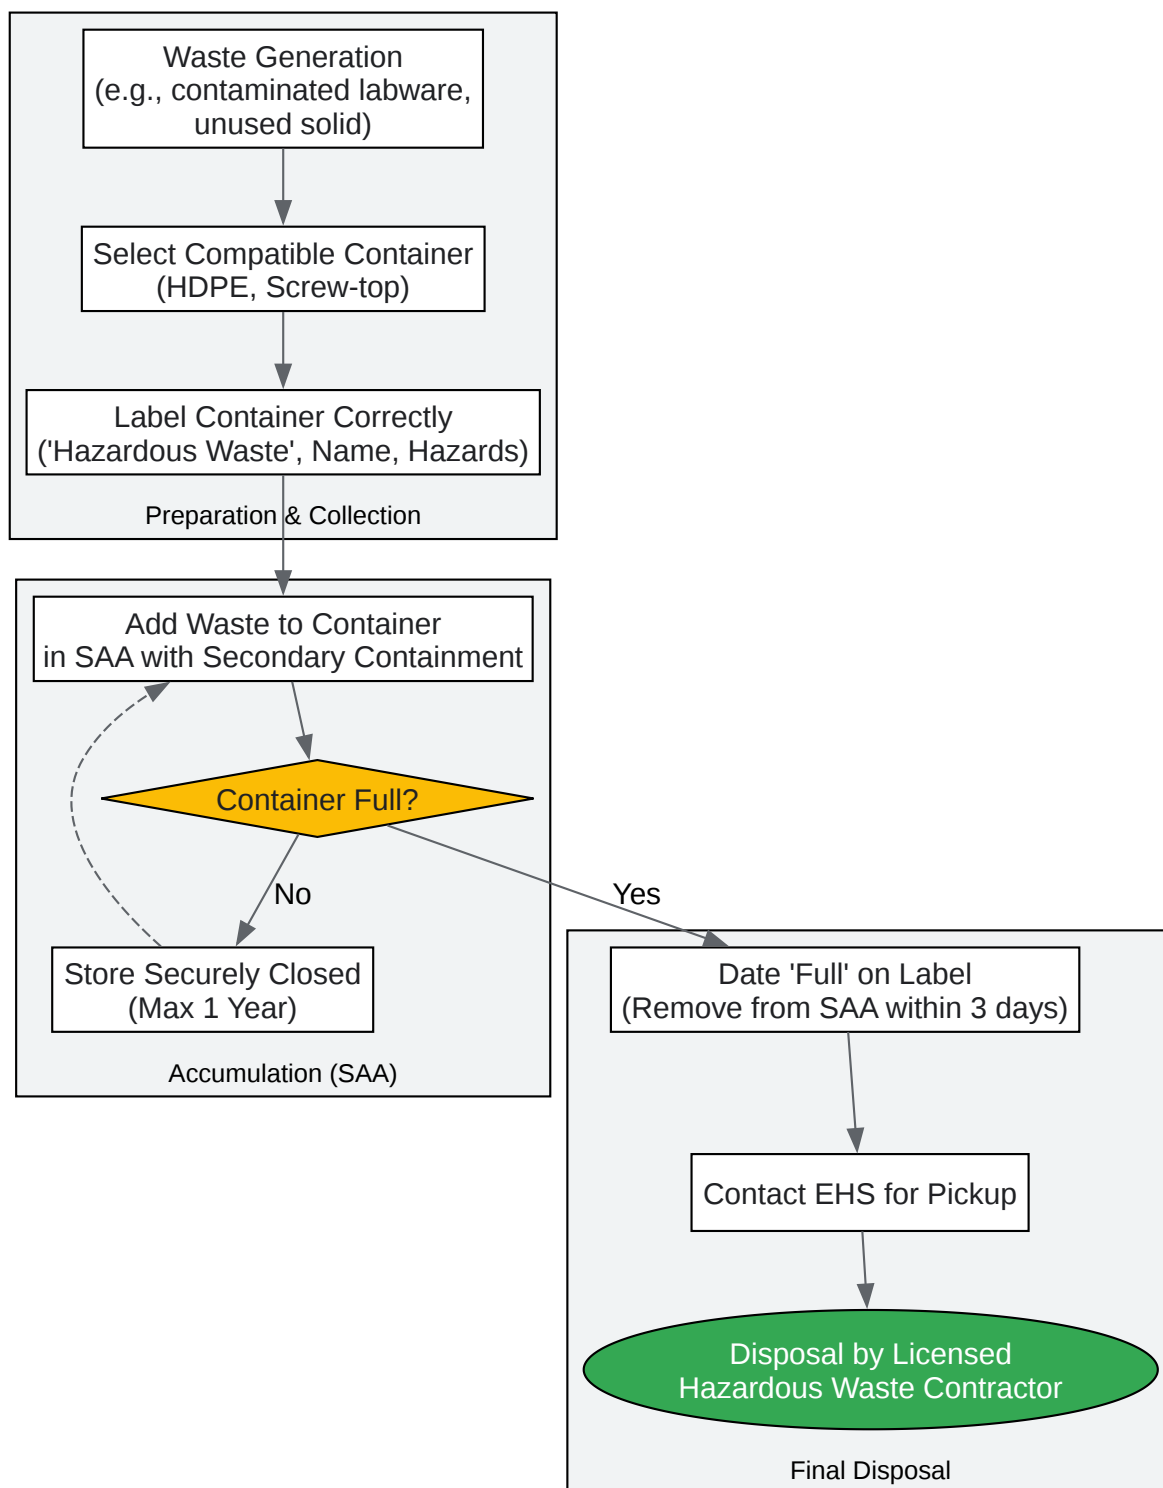 Waste Generation
(e.g., contaminated labware,
unused solid)
Select Compatible Container
(HDPE, Screw-top)
Label Container Correctly
('Hazardous Waste', Name, Hazards)
Preparation & Collection
Add Waste to Container
in SAA with Secondary Containment
Container Full?
No
Yes
Store Securely Closed
(Max 1 Year)
Accumulation (SAA)
Date 'Full' on Label
(Remove from SAA within 3 days)
Contact EHS for Pickup
Disposal by Licensed
Hazardous Waste Contractor
Final Disposal